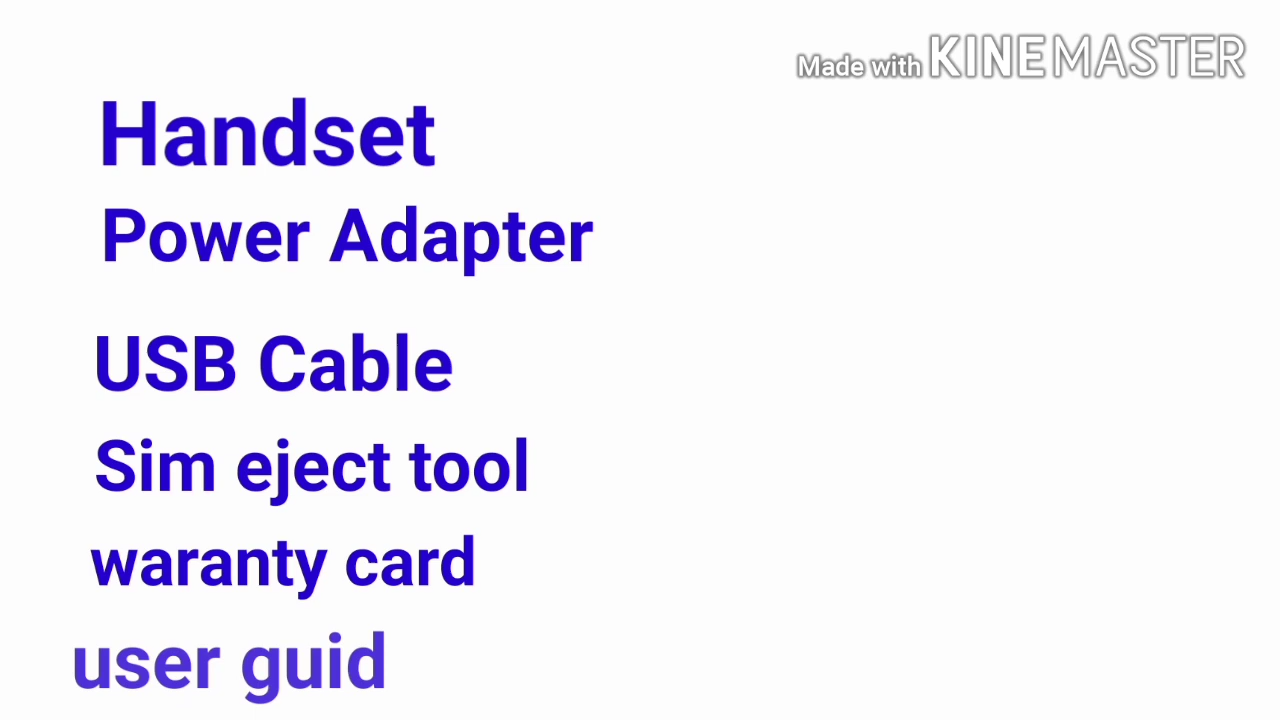 Made with KINEMASTER
Handset
Power Adapter
USB Cable
Sim eject tool
waranty card
user guid